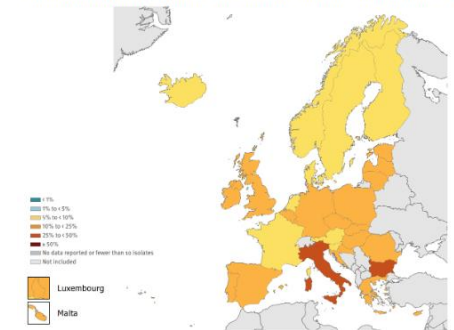 < 1%
1% to < 5%
5% to < 10%
10% to < 25%
25% to < 50%
≥ 50%
No data reported or fewer than 10 isolates
Not included
Luxembourg
Malta